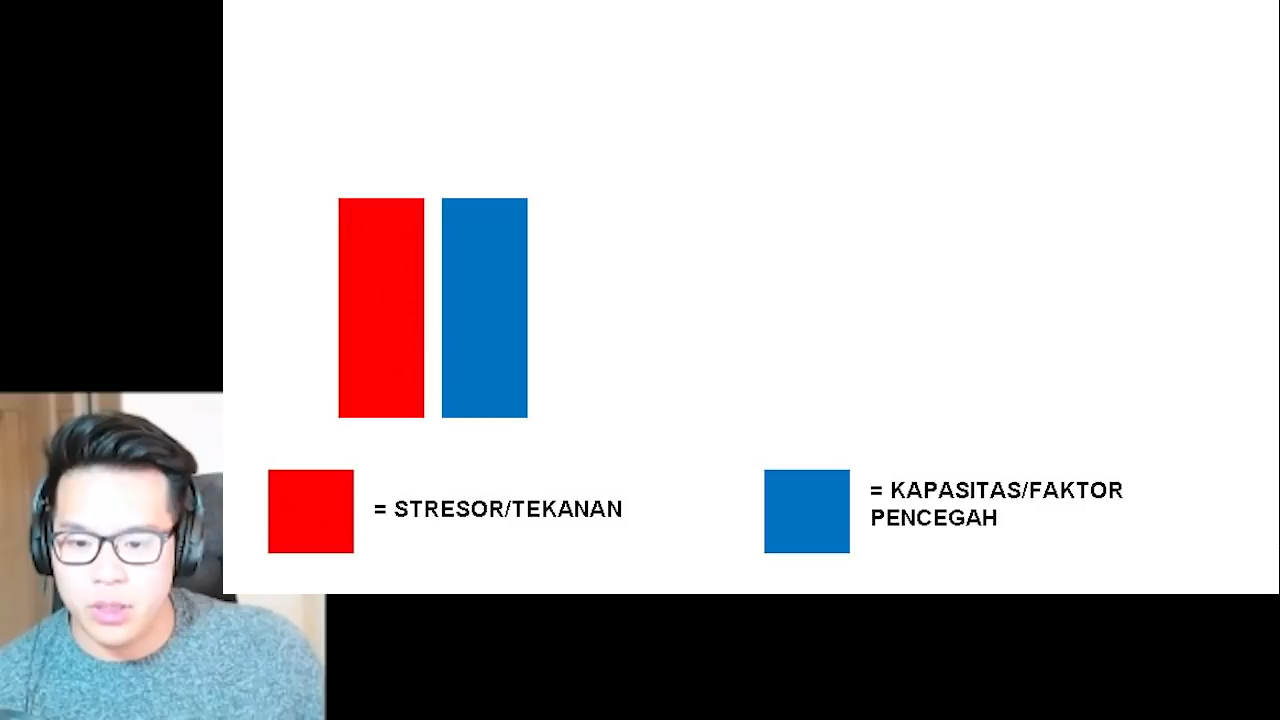 = STRESOR/TEKANAN
= KAPASITAS/FAKTOR
PENCEGAH